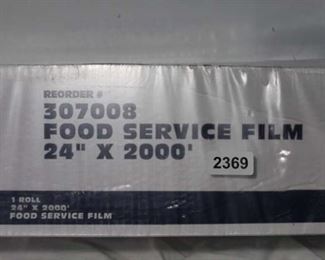 REORDER #
307008
FOOD SERVICE FILM
24" X 2000'
2369
1 ROLL
24" X 2000'
FOOD SERVICE FILM